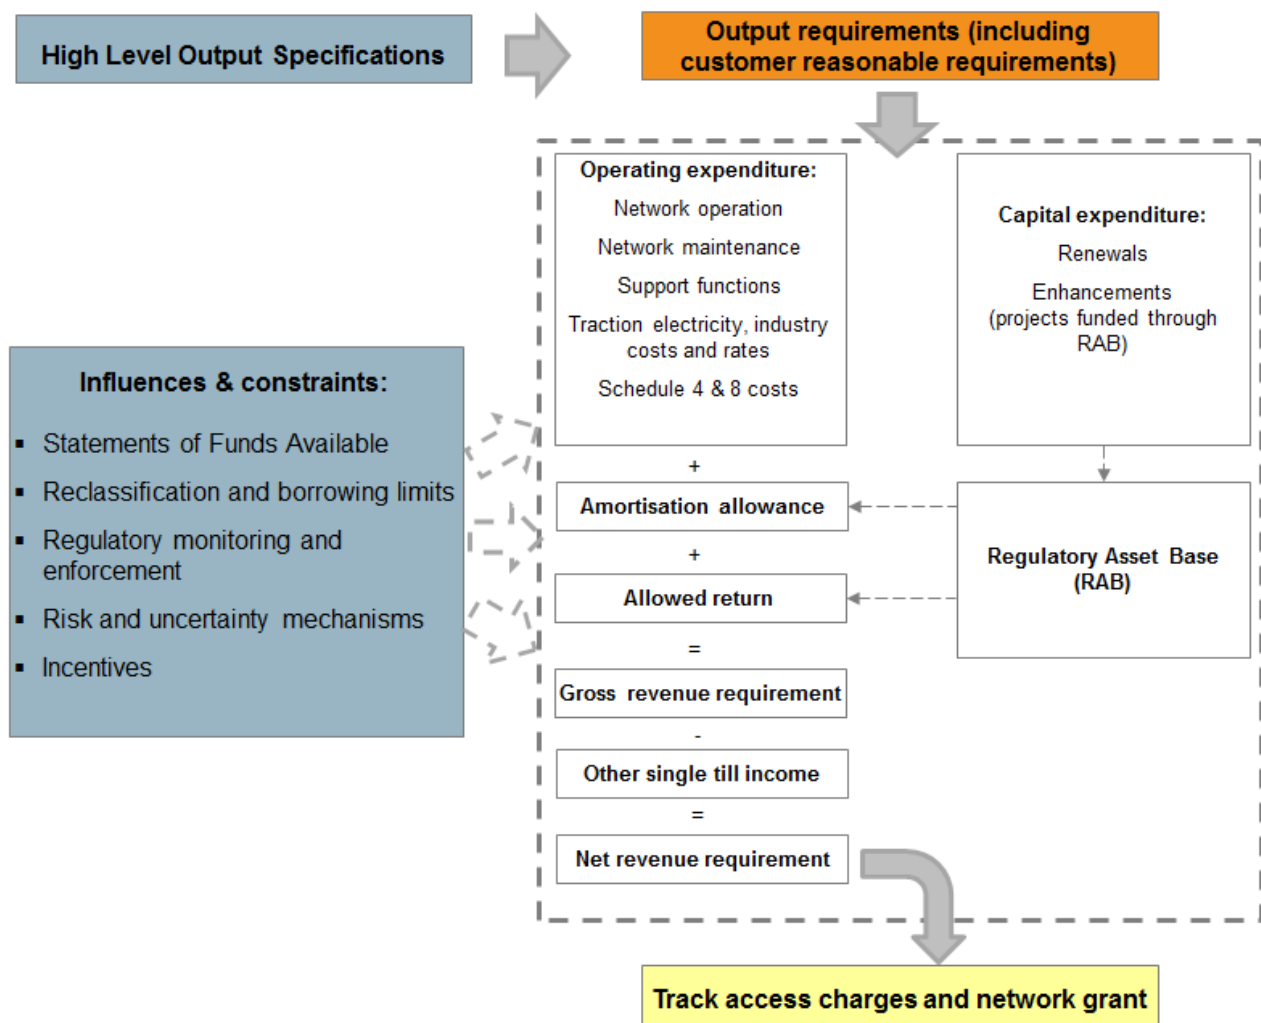 High Level Output Specifications
Output requirements (including
customer reasonable requirements)
Operating expenditure:
Network operation
Network maintenance
Support functions
Traction electricity, industry
costs and rates
Schedule 4 & 8 costs
Capital expenditure:
Renewals
Enhancements
(projects funded through
RAB)
Influences & constraints:
▪ Statements of Funds Available
▪ Reclassification and borrowing limits
▪ Regulatory monitoring and
enforcement
▪ Risk and uncertainty mechanisms
▪ Incentives
+
Amortisation allowance
+
Allowed return
=
Gross revenue requirement
-
Other single till income
=
Net revenue requirement
Regulatory Asset Base
(RAB)
Track access charges and network grant